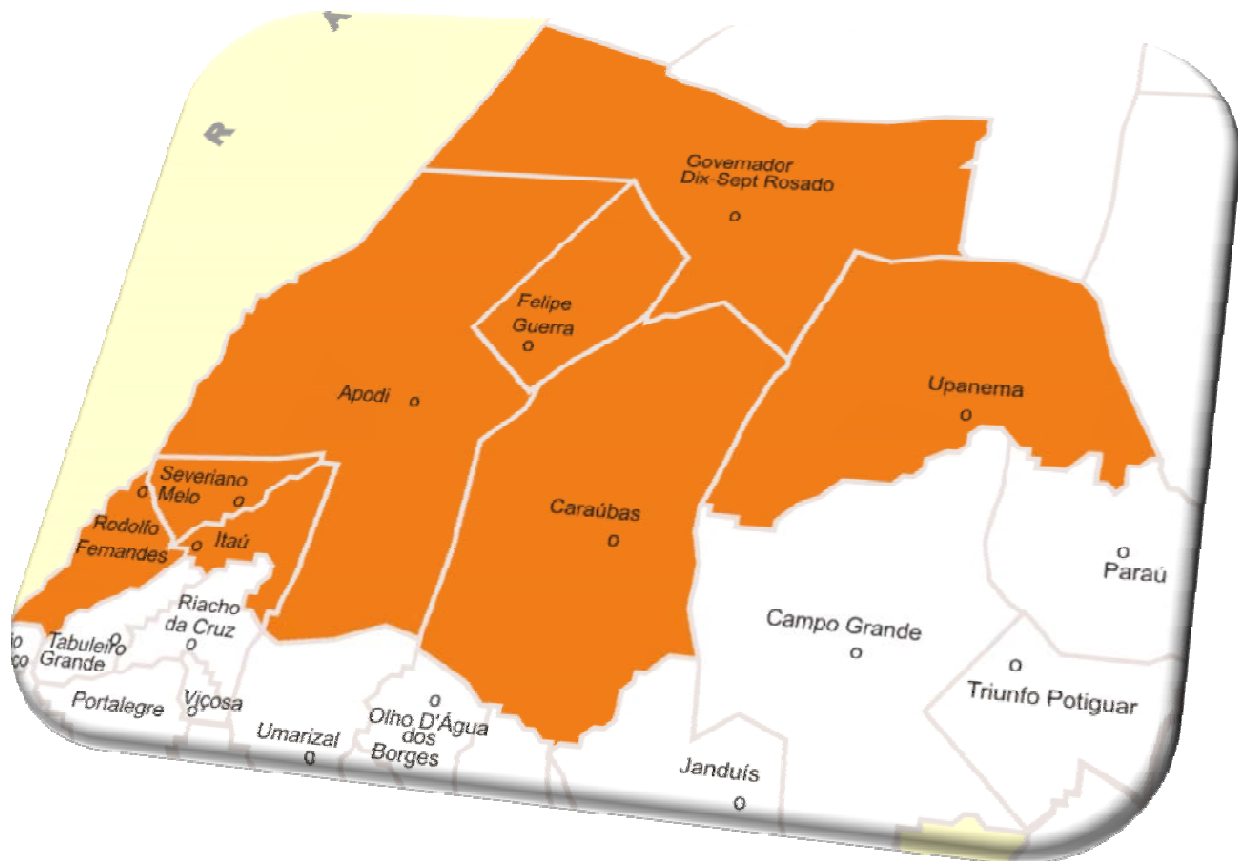 A
R
Governador
Dix-Sept Rosado
Felipe
Guerra
Apodi
Upanema
Severiano
Melo
Caraúbas
Rodolfo
Fernandes
Itaú
Paraú
Riacho
da Cruz
Campo Grande
Tabuleiro
Grande
Triunfo Potiguar
Portalegre
Viçosa
Olho D'Água
dos
Borges
Umarizal
Janduís